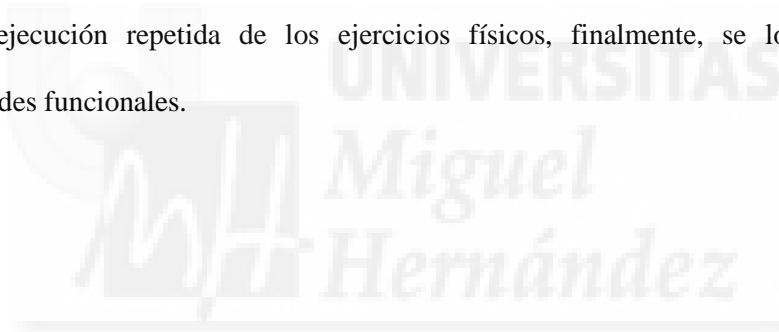 ejecución repetida de los ejercicios físicos, finalmente, se lo
des funcionales.
UNIVERSITAS
Miguel
Hernández